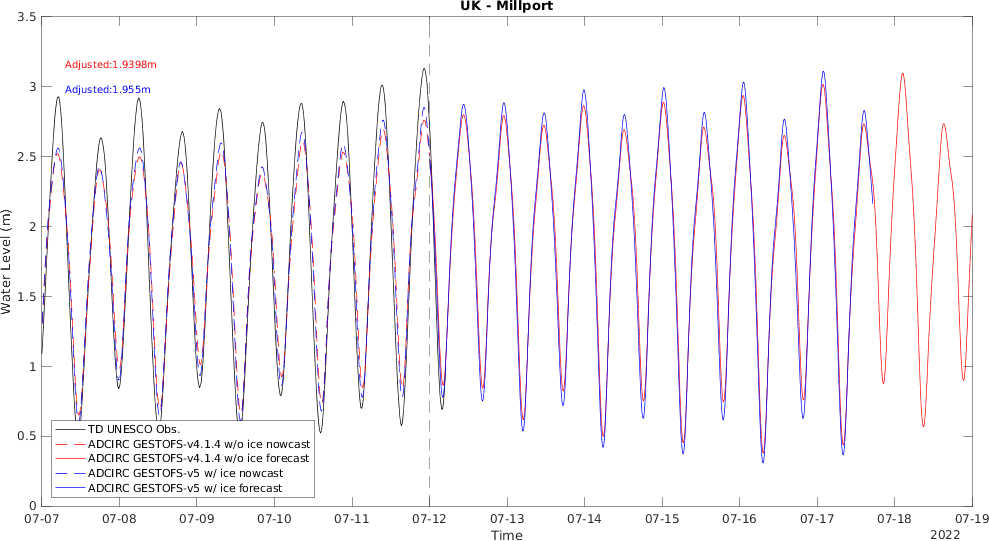 UK - Millport
3.5
3
2.5
2
1.5
1
0.5
0
Water Level (m)
Adjusted:1.9398m
Adjusted:1.955m
TD UNESCO Obs.
ADCIRC GESTOFS-v4.1.4 w/o ice nowcast
ADCIRC GESTOFS-v4.1.4 w/o ice forecast
ADCIRC GESTOFS-v5 w/ ice nowcast
ADCIRC GESTOFS-v5 w/ ice forecast
07-07 07-08 07-09 07-10 07-11 07-12 07-13 07-14 07-15 07-16 07-17 07-18 07-19
Time
2022